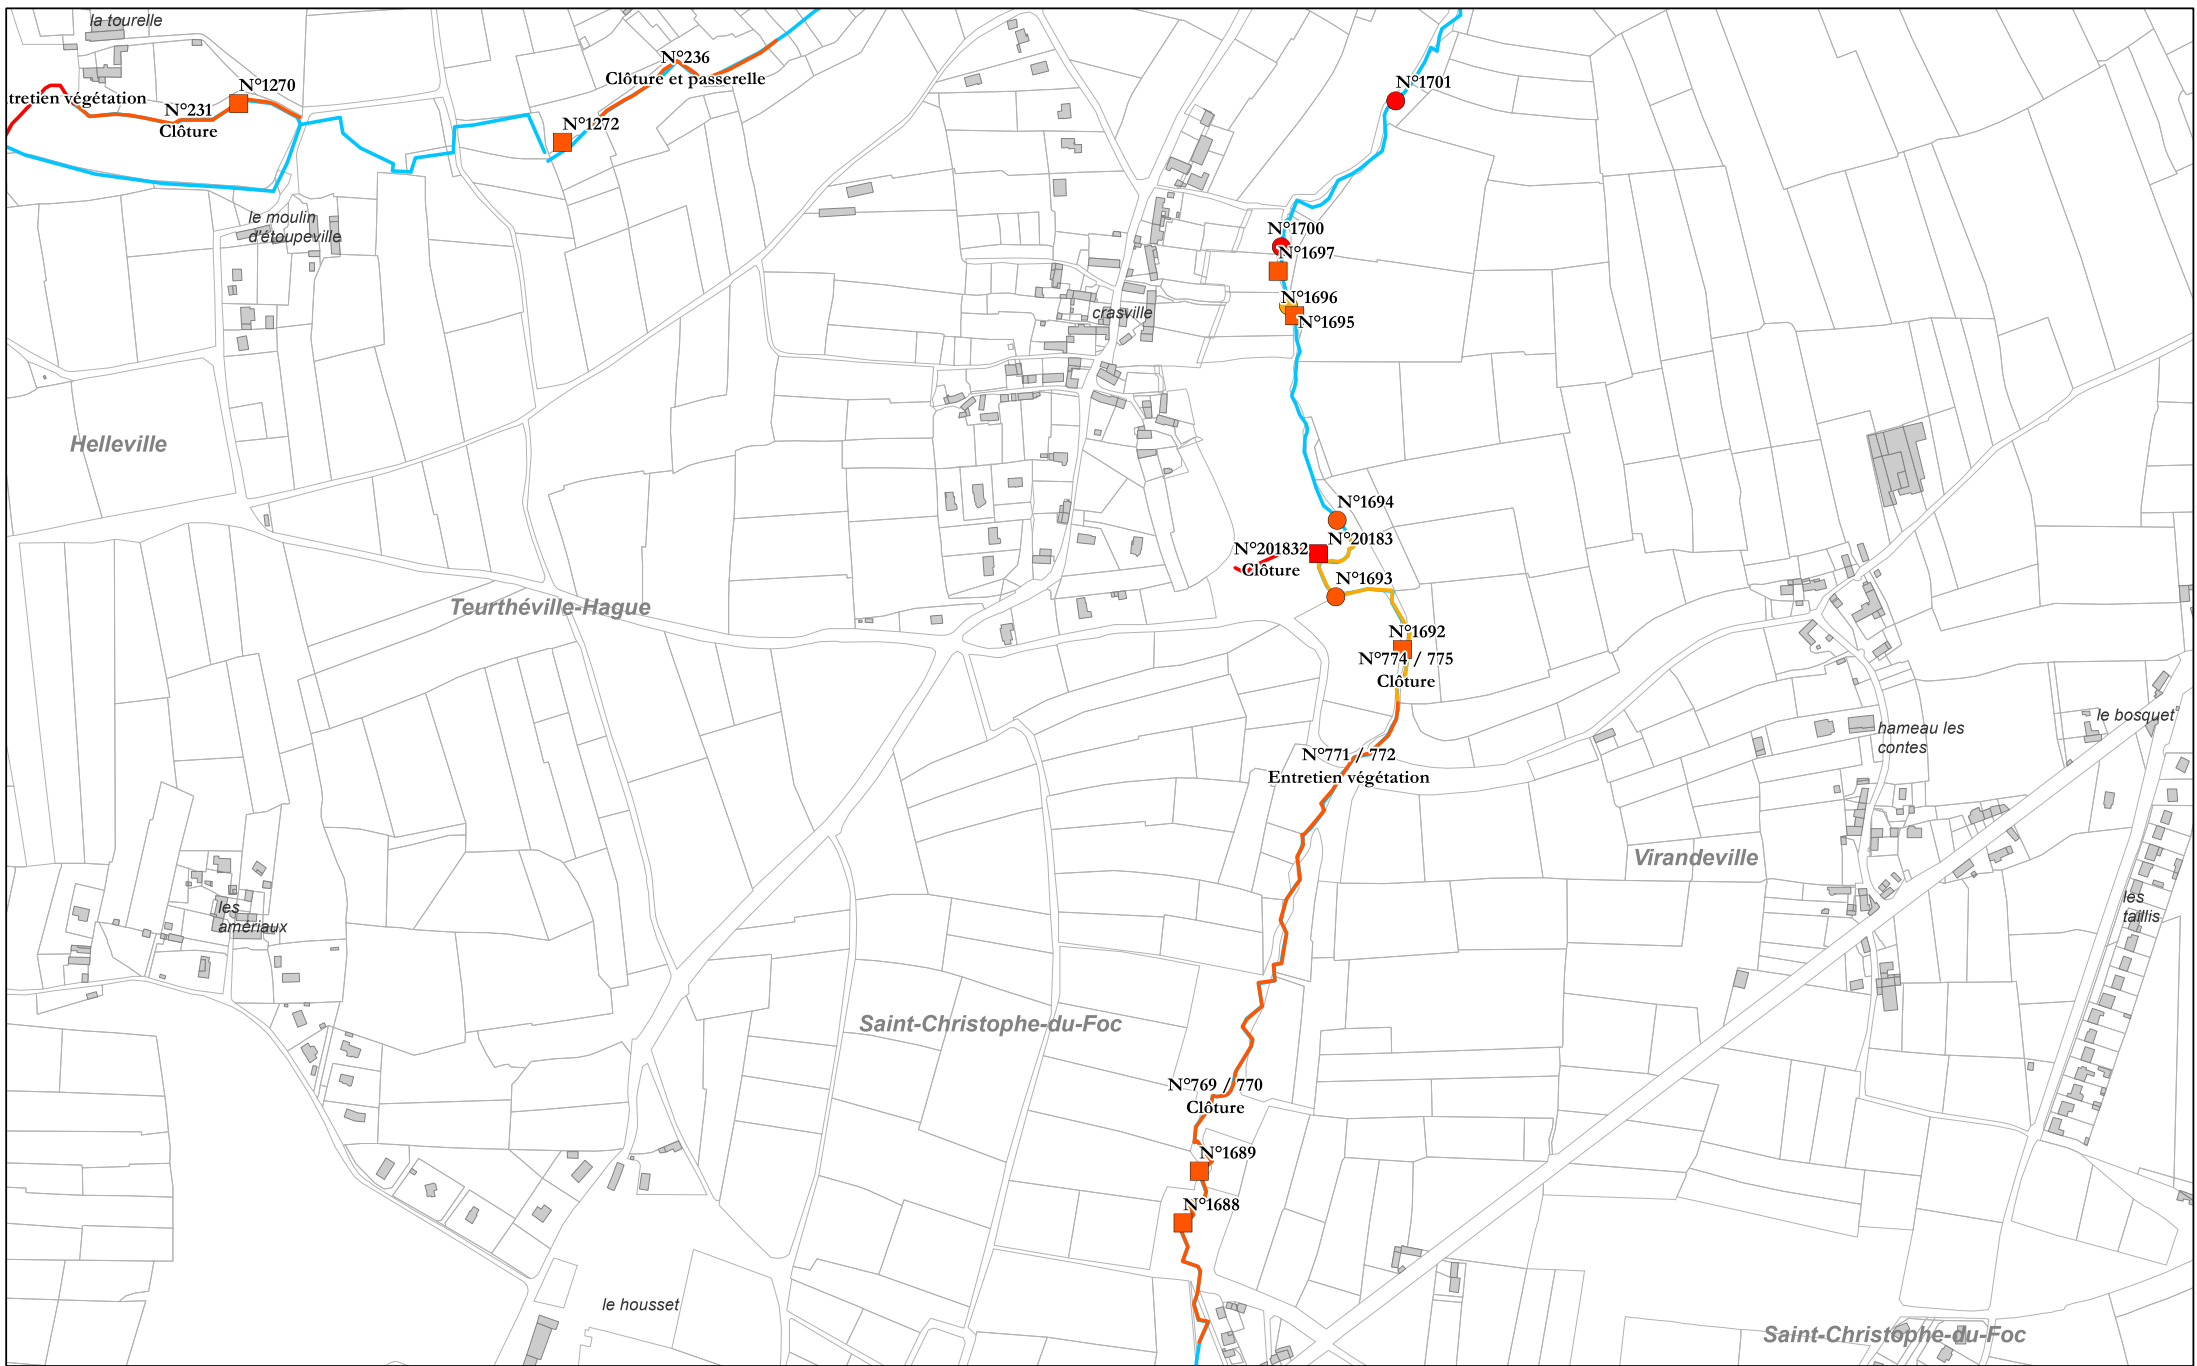 la tourelle
N°236
Clôture et passerelle
N°1270
tretien végétation
N°231
Clôture
N°1272
N°1701
le moulin
d'étoupeville
N°1700
N°1697
N°1696
N°1695
crasville
Helleville
N°1694
N°20183
N°201832
Clôture
N°1693
Teurthéville-Hague
N°1692
N°774 / 775
Clôture
le bosquet
hameau les
contes
N°771 / 772
Entretien végétation
Virandeville
les
amériaux
les
taillis
Saint-Christophe-du-Foc
N°769 / 770
Clôture
N°1689
N°1688
le housset
Saint-Christophe-du-Foc